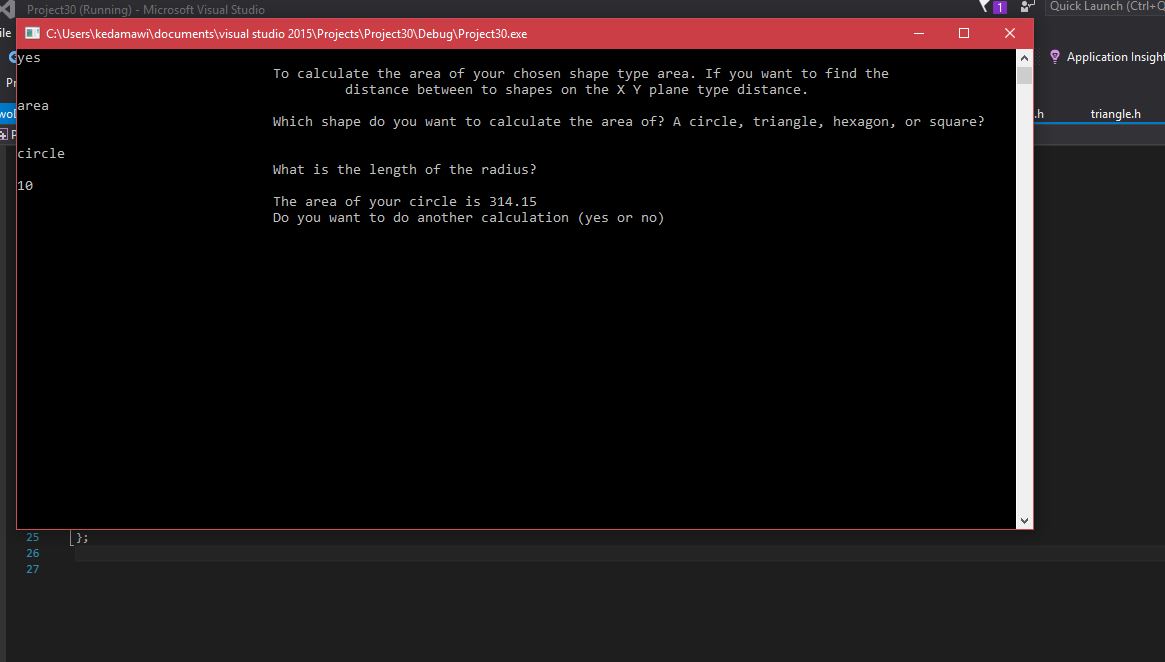 Project30 (Running) - Microsoft Visual Studio
1
Quick Launch (Ctrl+Q
C:\Users\kedamawi\documents\visual studio 2015\Projects\Project30\Debug\Project30.exe
Application Insight
.h
triangle.h
yes
To calculate the area of your chosen shape type area. If you want to find the
distance between to shapes on the X Y plane type distance.
area
Which shape do you want to calculate the area of? A circle, triangle, hexagon, or square?
circle
What is the length of the radius?
10
The area of your circle is 314.15
Do you want to do another calculation (yes or no)
25 };
26
27